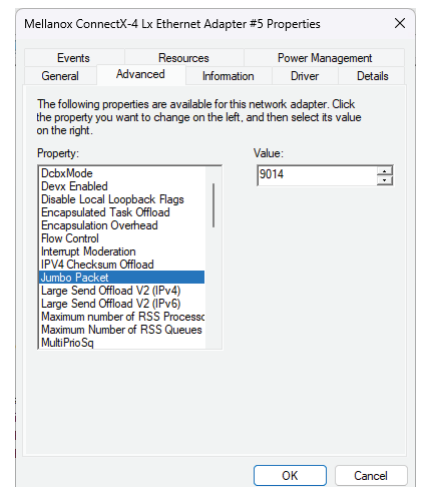 Mellanox ConnectX-4 Lx Ethernet Adapter #5 Properties
Events Resources Power Management
General Advanced Information Driver Details
The following properties are available for this network adapter. Click
the property you want to change on the left, and then select its value
on the right.
Property: Value:
DcbxMode
Devx Enabled
Disable Local Loopback Flags
Encapsulated Task Offload
Encapsulation Overhead
Flow Control
Interrupt Moderation
IPV4 Checksum Offload
Jumbo Packet
Large Send Offload V2 (IPv4)
Large Send Offload V2 (IPv6)
Maximum number of RSS Processo
Maximum Number of RSS Queues
MultiPrioSq
9014
OK Cancel